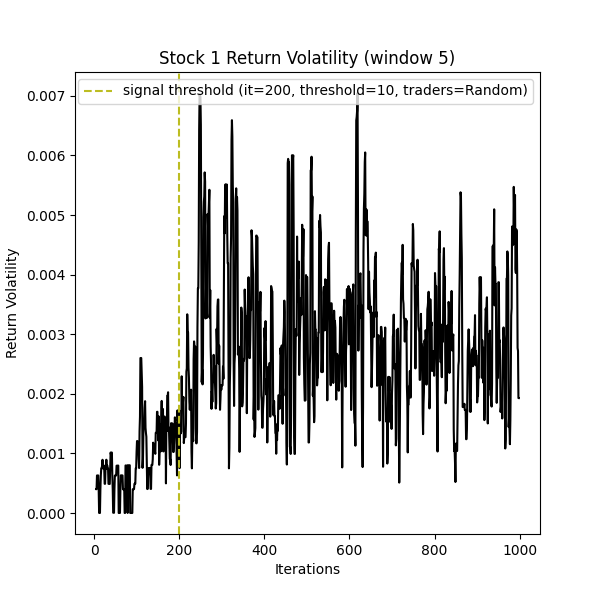 Stock 1 Return Volatility (window 5)
signal threshold (it=200, threshold=10, traders=Random)
0.007
0.006
0.005
0.004
0.003
0.002
0.001
0.000
Return Volatility
0 200 400 600 800 1000
Iterations